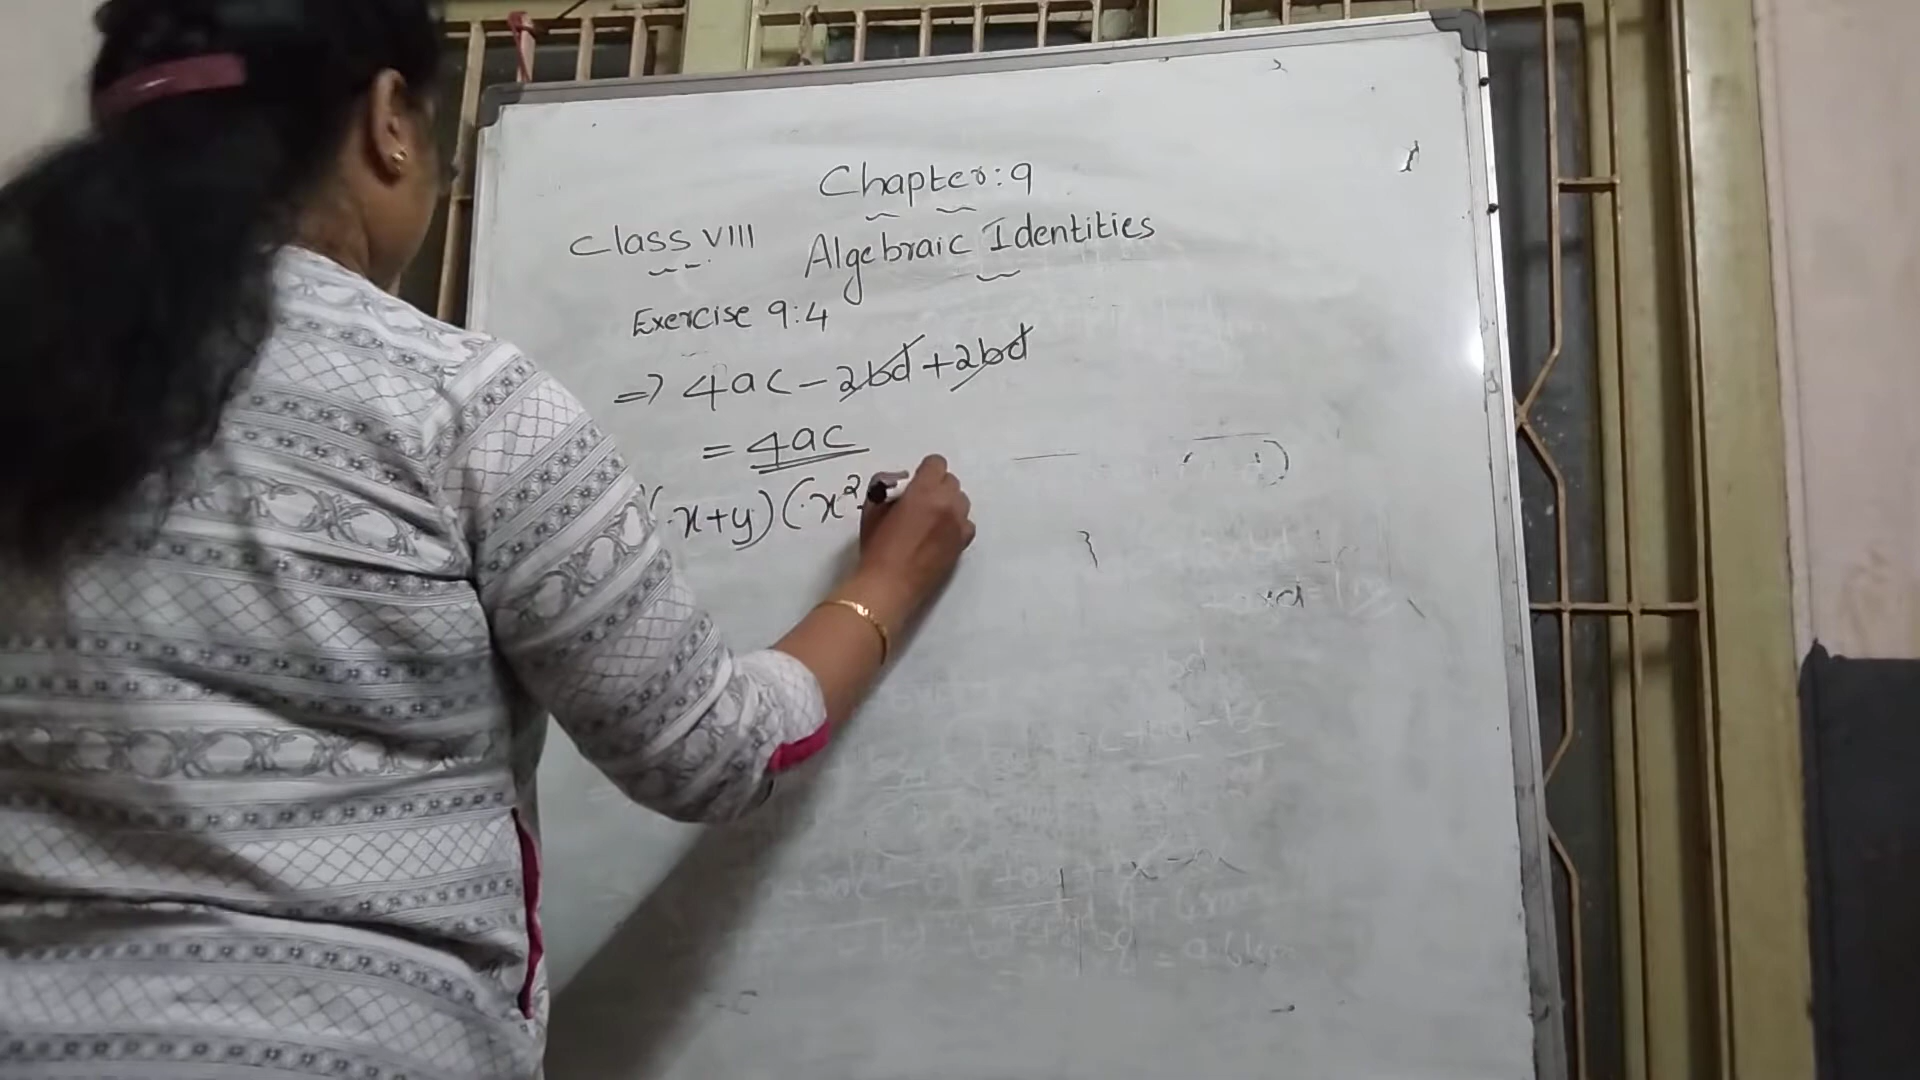 Chapter:9
Class VIII Algebraic Identities
Exercise 9:4
=> 4ac - 2bd + 2bd
= 4ac
(x+y)(x²